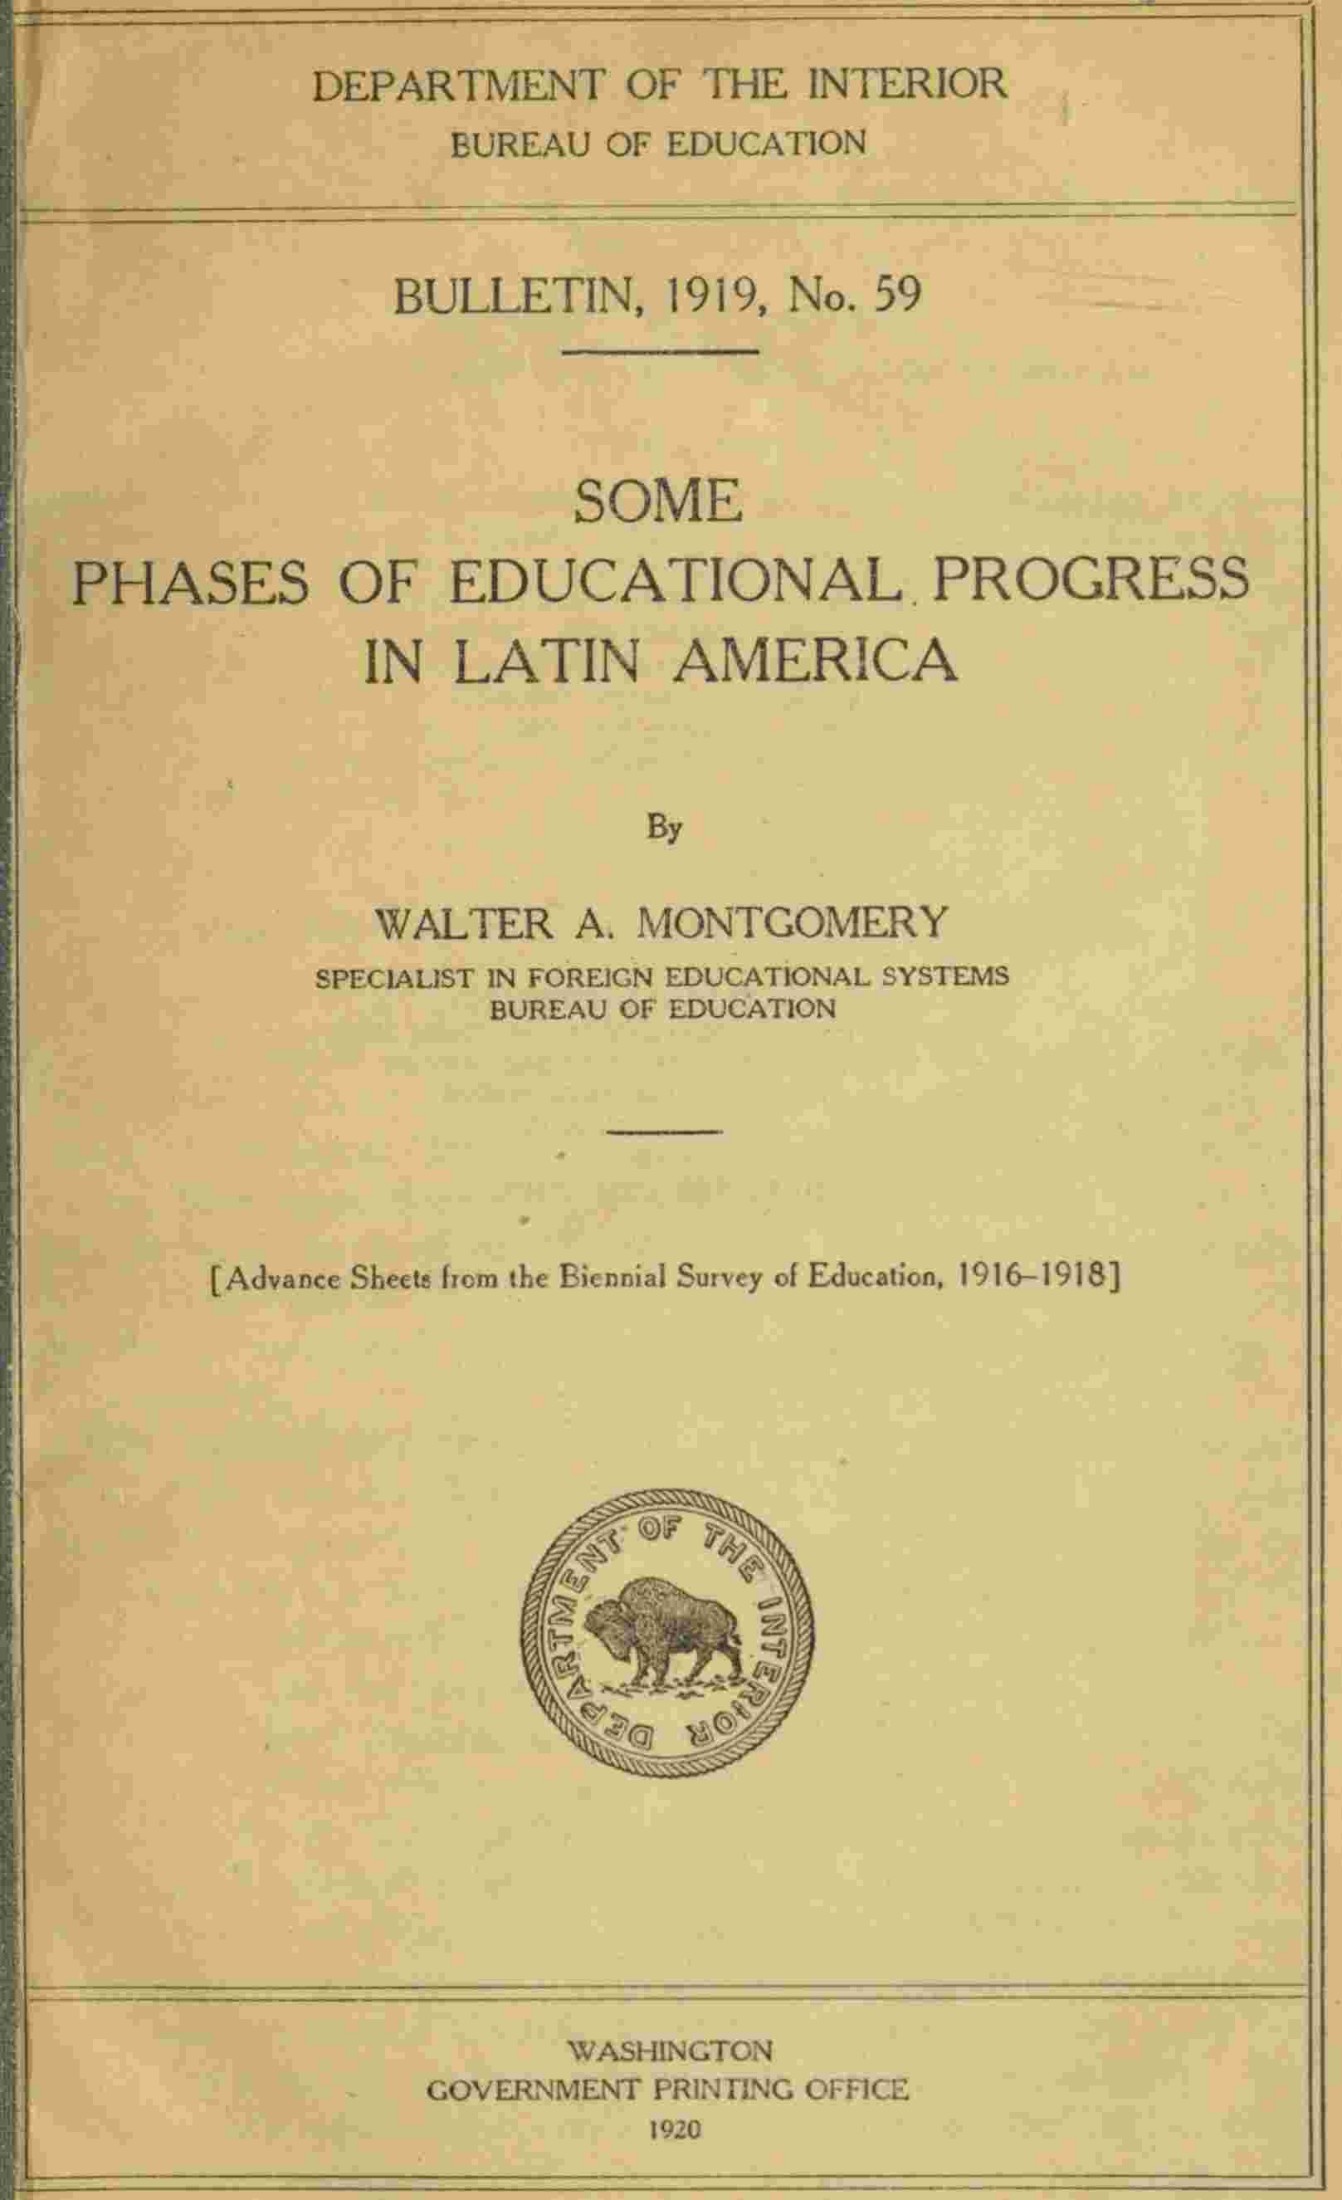 DEPARTMENT OF THE INTERIOR
BUREAU OF EDUCATION
BULLETIN, 1919, No. 59
SOME
PHASES OF EDUCATIONAL PROGRESS
IN LATIN AMERICA
By
WALTER A. MONTGOMERY
SPECIALIST IN FOREIGN EDUCATIONAL SYSTEMS
BUREAU OF EDUCATION
[Advance Sheets from the Biennial Survey of Education, 1916–1918]
DEPARTMENT OF THE INTERIOR
WASHINGTON
GOVERNMENT PRINTING OFFICE
1920